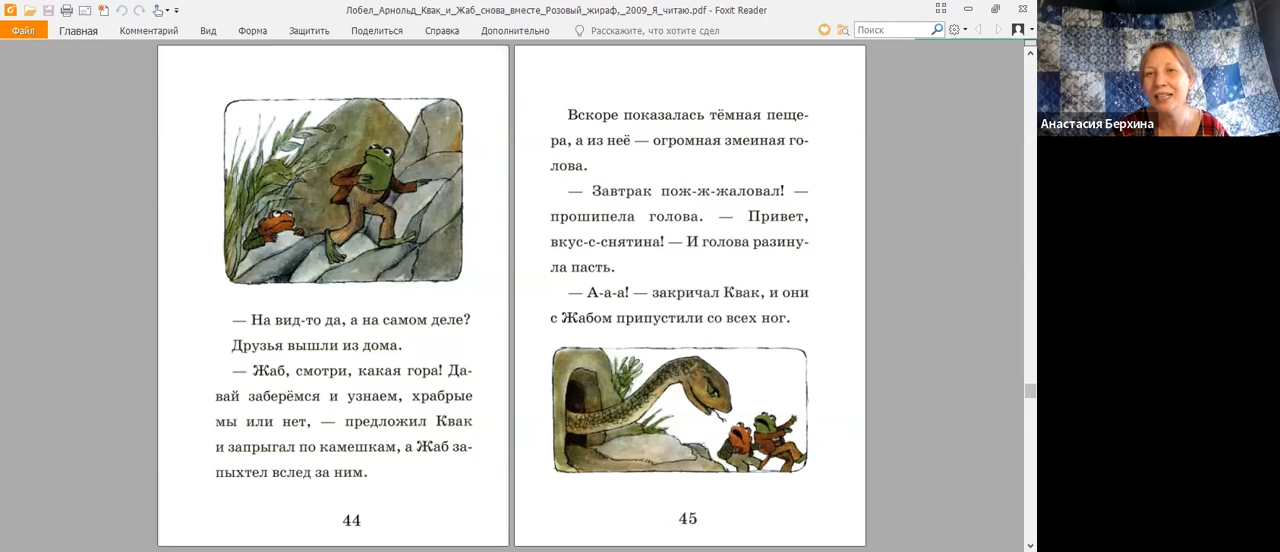 Лобел_Арнольд_Квак_и_Жаб_снова_вместе_Розовый_жираф,_2009_Я_читаю.pdf - Foxit Reader
Файл Главная Комментарий Вид Форма Защитить Поделиться Справка Дополнительно Расскажите, что хотите сдел Поиск
— На вид-то да, а на самом деле?
Друзья вышли из дома.
— Жаб, смотри, какая гора! Да-
вай заберёмся и узнаем, храбрые
мы или нет, — предложил Квак
и запрыгал по камешкам, а Жаб за-
пыхтел вслед за ним.
44
Вскоре показалась тёмная пеще-
ра, а из неё — огромная змеиная го-
лова.
— Завтрак пож-ж-жаловал! —
прошипела голова. — Привет,
вкус-с-снятина! — И голова разину-
ла пасть.
— А-а-а! — закричал Квак, и они
с Жабом припустили со всех ног.
45
Анастасия Берхина